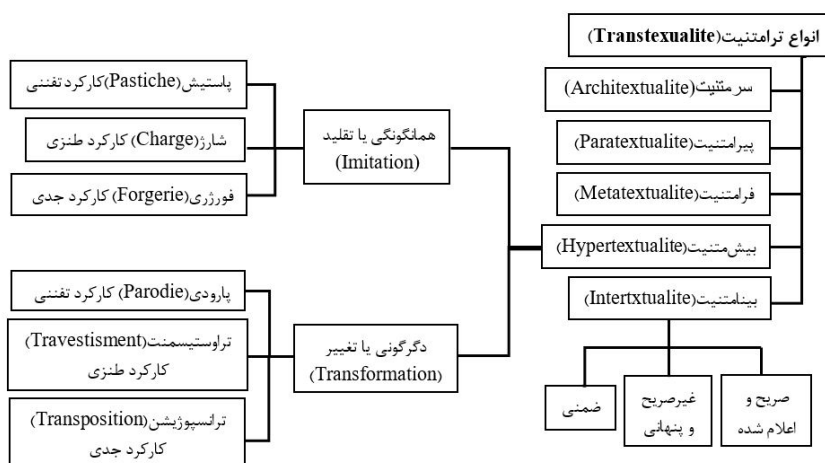 انواع ترامتنیت(Transtexualite)
سرمتنیت(Architextualite)
پیرامتنیت(Paratextualite)
فرامتنیت(Metatextualite)
بیش‌متنیت(Hypertextualite)
بینامتنیت(Intertxtualite)
صریح و
اعلام شده
غیرصریح
و پنهانی
ضمنی
همانگونگی یا تقلید
(Imitation)
پاستیش(Pastiche)کارکرد تفننی
شارژ(Charge) کارکرد طنزی
فورژری(Forgerie) کارکرد جدی
دگرگونی یا تغییر
(Transformation)
پارودی(Parodie) کارکرد تفننی
تراوستیسمنت(Travestisment)
کارکرد طنزی
ترانسپوزیشن(Transposition)
کارکرد جدی